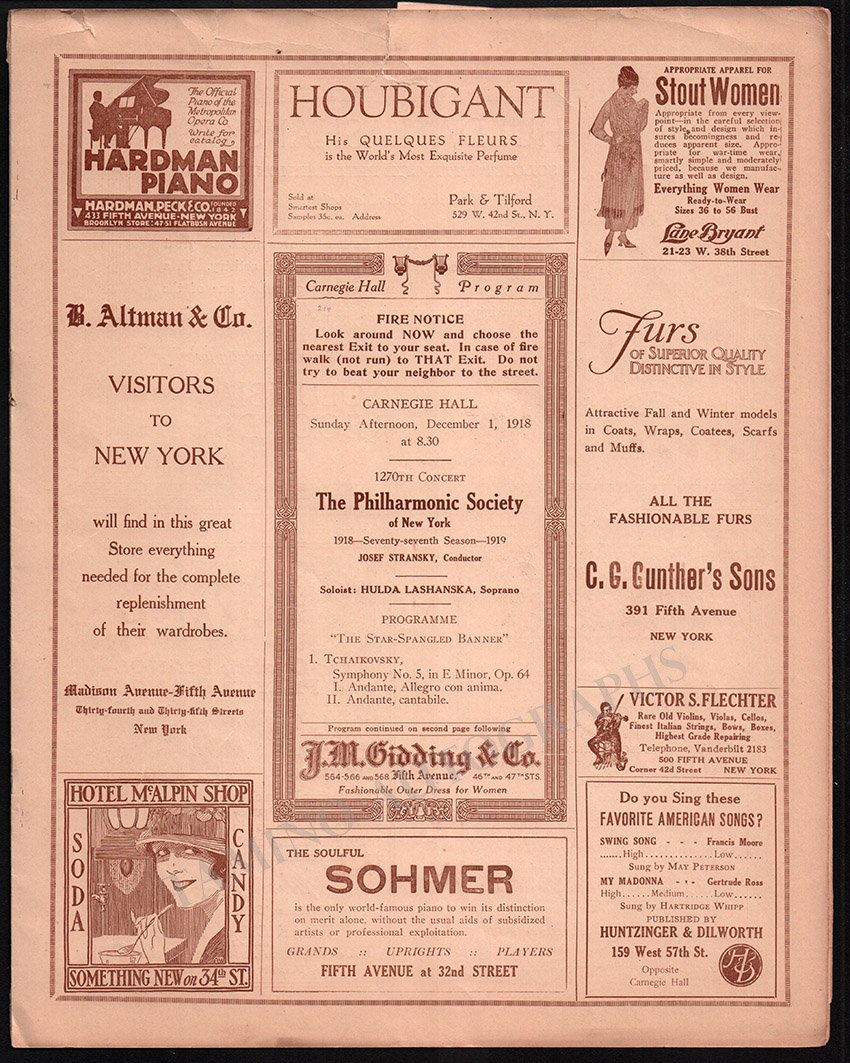 The Official
Piano of the
Metropolitan
Opera Co.
Write for
catalog
HARDMAN
PIANO
HARDMAN, PECK & CO. FOUNDED 1842
433 FIFTH AVENUE·NEW YORK
BROOKLYN STORE: 47-51 FLATBUSH AVENUE
B. Altman & Co.
VISITORS
TO
NEW YORK
will find in this great
Store everything
needed for the complete
replenishment
of their wardrobes.
Madison Avenue-Fifth Avenue
Thirty-fourth and Thirty-fifth Streets
New York
HOTEL McALPIN SHOP
SODA
CANDY
SOMETHING NEW on 34th ST.
HOUBIGANT
His QUELQUES FLEURS
is the World's Most Exquisite Perfume
Sold at
Smartest Shops
Samples 35c. ea. Address
Park & Tilford
529 W. 42nd St., N. Y.
Carnegie Hall Program
FIRE NOTICE
Look around NOW and choose the
nearest Exit to your seat. In case of fire
walk (not run) to THAT Exit. Do not
try to beat your neighbor to the street.
CARNEGIE HALL
Sunday Afternoon, December 1, 1918
at 8.30
1270TH CONCERT
The Philharmonic Society
of New York
1918—Seventy-seventh Season—1919
JOSEF STRANSKY, Conductor
Soloist: HULDA LASHANSKA, Soprano
PROGRAMME
"THE STAR-SPANGLED BANNER"
1. TCHAIKOVSKY,
Symphony No. 5, in E Minor, Op. 64
I. Andante, Allegro con anima.
II. Andante, cantabile.
Program continued on second page following
J.M. Gidding & Co.
564-566 AND 568 Fifth Avenue 46TH AND 47TH STS.
Fashionable Outer Dress for Women
THE SOULFUL
SOHMER
is the only world-famous piano to win its distinction
on merit alone, without the usual aids of subsidized
artists or professional exploitation.
GRANDS :: UPRIGHTS :: PLAYERS
FIFTH AVENUE at 32nd STREET
APPROPRIATE APPAREL FOR
Stout Women
Appropriate from every view-
point—in the careful selection
of style and design which in-
sures becomingness and re-
duces apparent size. Appro-
priate for war-time wear,
smartly simple and moderately
priced, because we manufac-
ture as well as design.
Everything Women Wear
Ready-to-Wear
Sizes 36 to 56 Bust
Lane Bryant
21-23 W. 38th Street
Furs
OF SUPERIOR QUALITY
DISTINCTIVE IN STYLE
Attractive Fall and Winter models
in Coats, Wraps, Coatees, Scarfs
and Muffs.
ALL THE
FASHIONABLE FURS
C. G. Gunther's Sons
391 Fifth Avenue
NEW YORK
VICTOR S. FLECHTER
Rare Old Violins, Violas, Cellos,
Finest Italian Strings, Bows, Boxes,
Highest Grade Repairing
Telephone, Vanderbilt 2183
500 FIFTH AVENUE
Corner 42d Street NEW YORK
Do you Sing these
FAVORITE AMERICAN SONGS?
SWING SONG - - - Francis Moore
.......High..............Low......
Sung by MAY PETERSON
MY MADONNA - - - Gertrude Ross
High.......Medium......Low......
Sung by HARTRIDGE WHIPP
PUBLISHED BY
HUNTZINGER & DILWORTH
159 West 57th St.
Opposite
Carnegie Hall
H&D
TAMINO AUTOGRAPHS